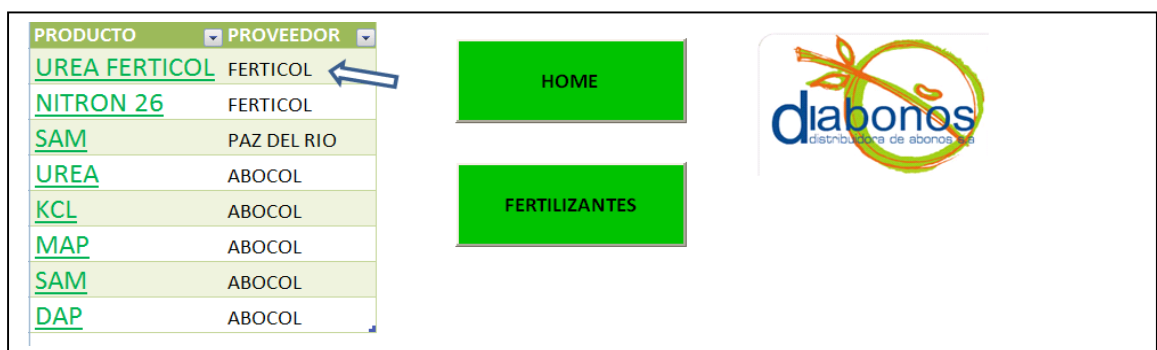 PRODUCTO PROVEEDOR
UREA FERTICOL FERTICOL
NITRON 26 FERTICOL
SAM PAZ DEL RIO
UREA ABOCOL
KCL ABOCOL
MAP ABOCOL
SAM ABOCOL
DAP ABOCOL
HOME
FERTILIZANTES
diabonos
distribuidora de abonos s.a